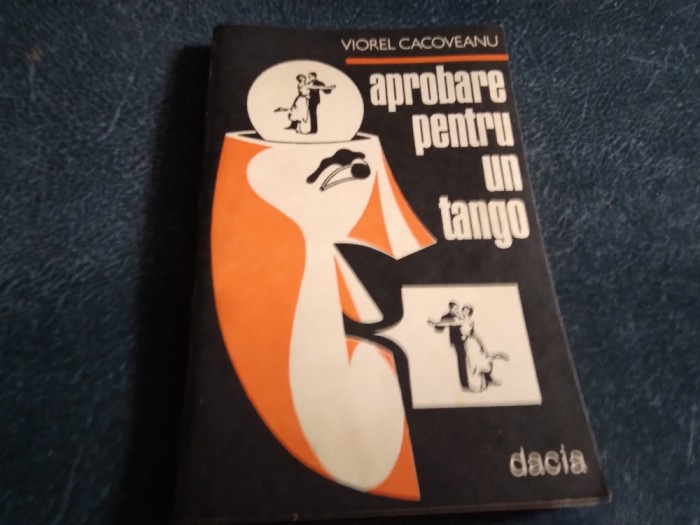 VIOREL CACOVEANU
aprobare
pentru
un
tango
dacia